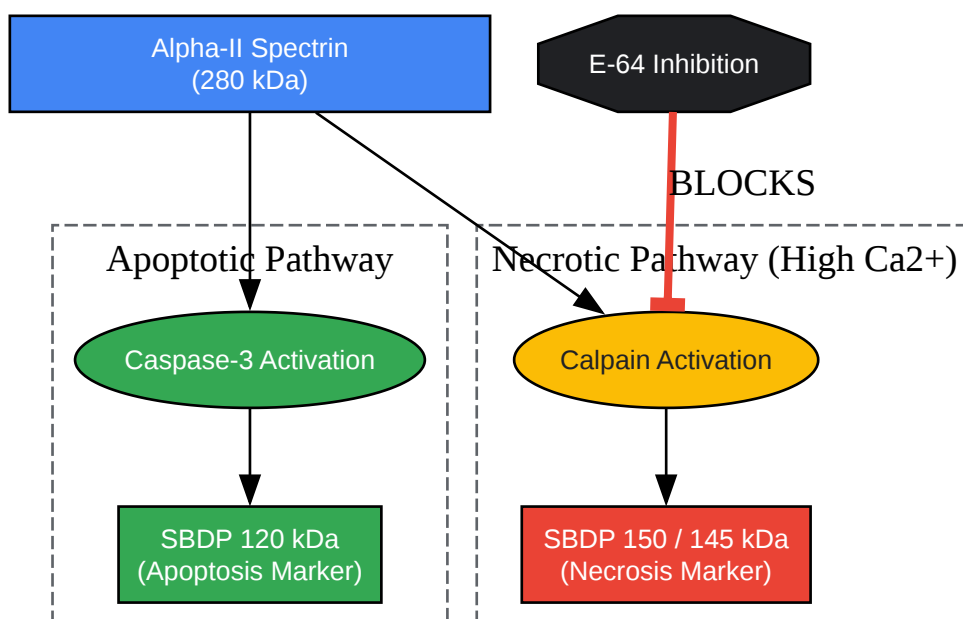 Alpha-II Spectrin
(280 kDa)
E-64 Inhibition
BLOCKS
Apoptotic Pathway
Necrotic Pathway (High Ca2+)
Caspase-3 Activation
Calpain Activation
SBDP 120 kDa
(Apoptosis Marker)
SBDP 150 / 145 kDa
(Necrosis Marker)